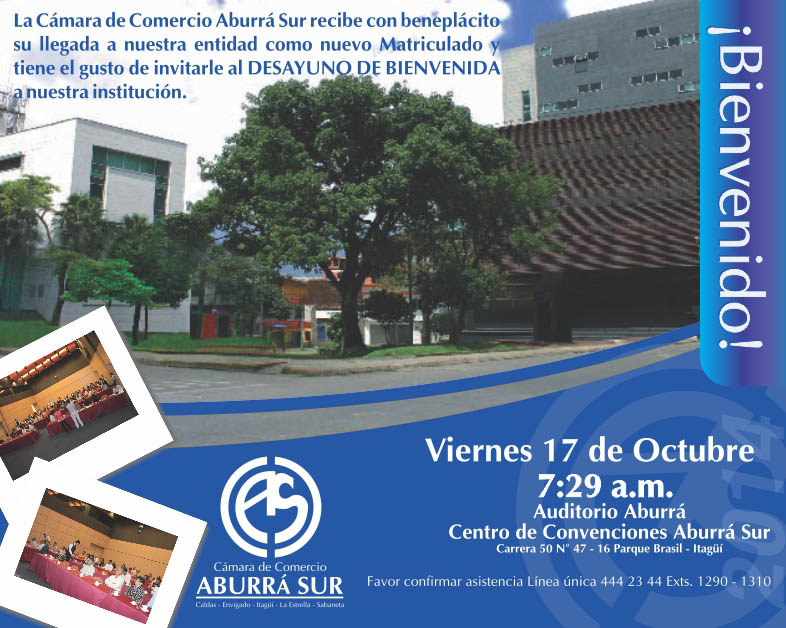 La Cámara de Comercio Aburrá Sur recibe con beneplácito
su llegada a nuestra entidad como nuevo Matriculado y
tiene el gusto de invitarle al DESAYUNO DE BIENVENIDA
a nuestra institución.
¡Bienvenido!
Viernes 17 de Octubre
7:29 a.m.
Auditorio Aburrá
Centro de Convenciones Aburrá Sur
Carrera 50 N° 47 - 16 Parque Brasil - Itagüí
2014
AS
Cámara de Comercio
ABURRÁ SUR
Caldas - Envigado - Itagüí - La Estrella - Sabaneta
Favor confirmar asistencia Línea única 444 23 44 Exts. 1290 - 1310